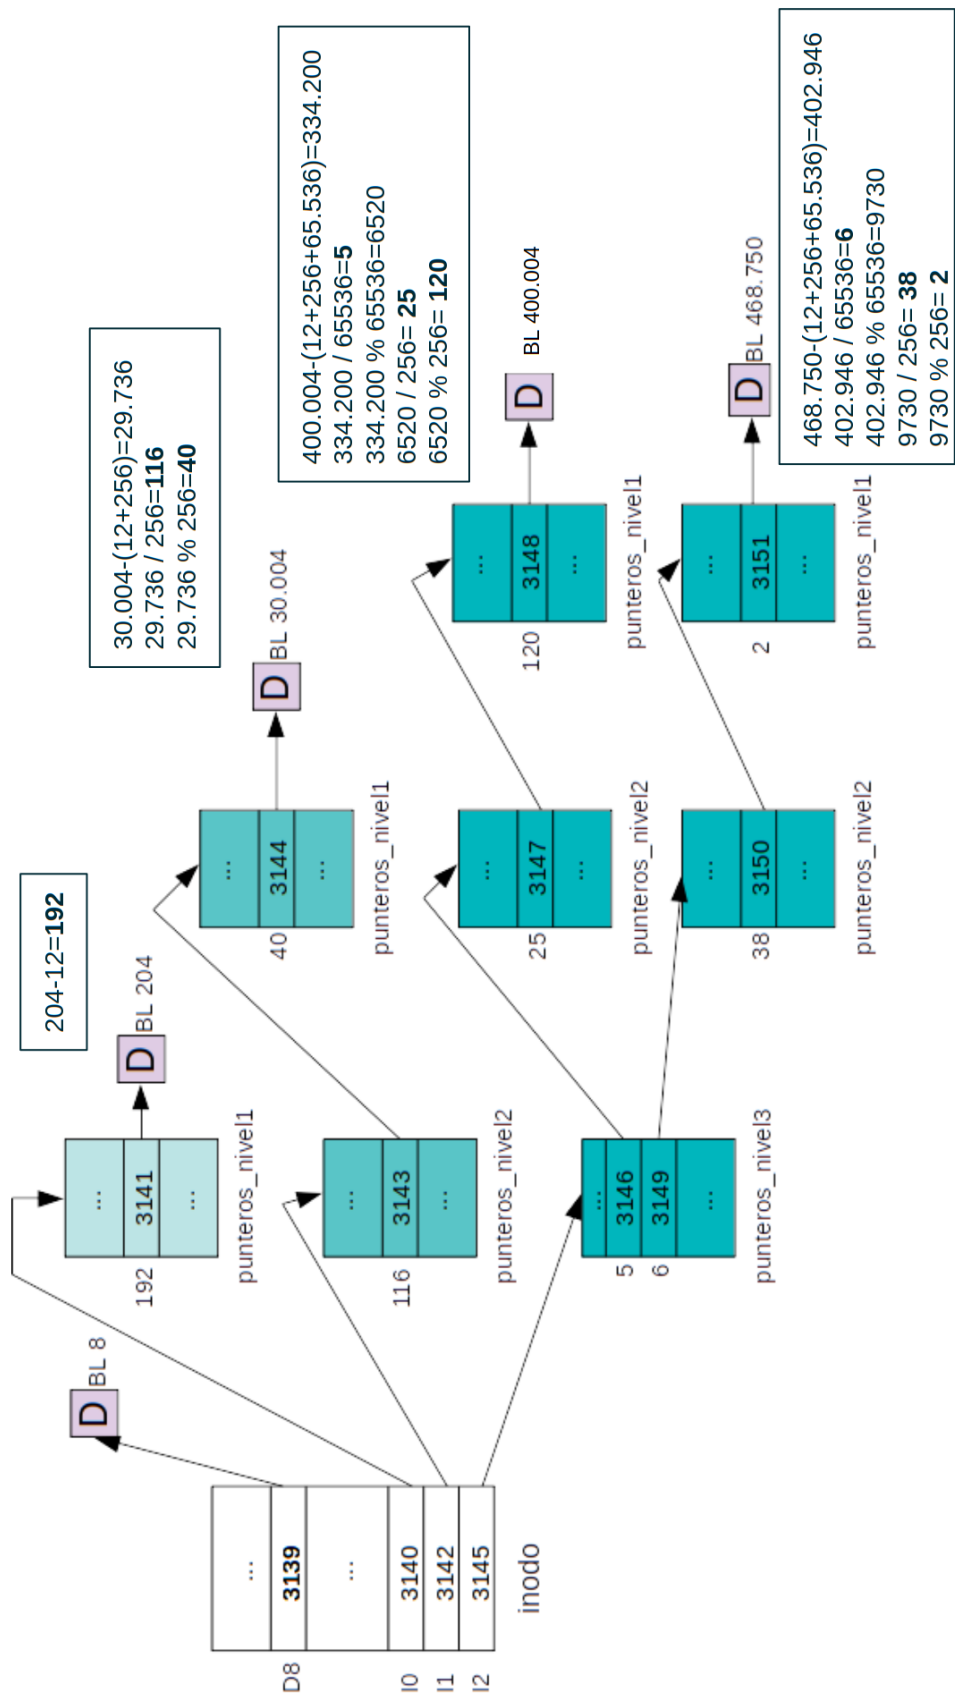 204-12=192
30.004-(12+256)=29.736
29.736 / 256=116
29.736 % 256=40
400.004-(12+256+65.536)=334.200
334.200 / 65536=5
334.200 % 65536=6520
6520 / 256= 25
6520 % 256= 120
468.750-(12+256+65.536)=402.946
402.946 / 65536=6
402.946 % 65536=9730
9730 / 256= 38
9730 % 256= 2
D BL 8
D8
...
3139
...
I0 3140
I1 3142
I2 3145
inodo
192
...
3141
...
punteros_nivel1
D BL 204
116
...
3143
...
punteros_nivel2
40
...
3144
...
punteros_nivel1
D BL 30.004
...
5 3146
6 3149
...
punteros_nivel3
25
...
3147
...
punteros_nivel2
120
...
3148
...
punteros_nivel1
D BL 400.004
38
...
3150
...
punteros_nivel2
2
...
3151
...
punteros_nivel1
D BL 468.750